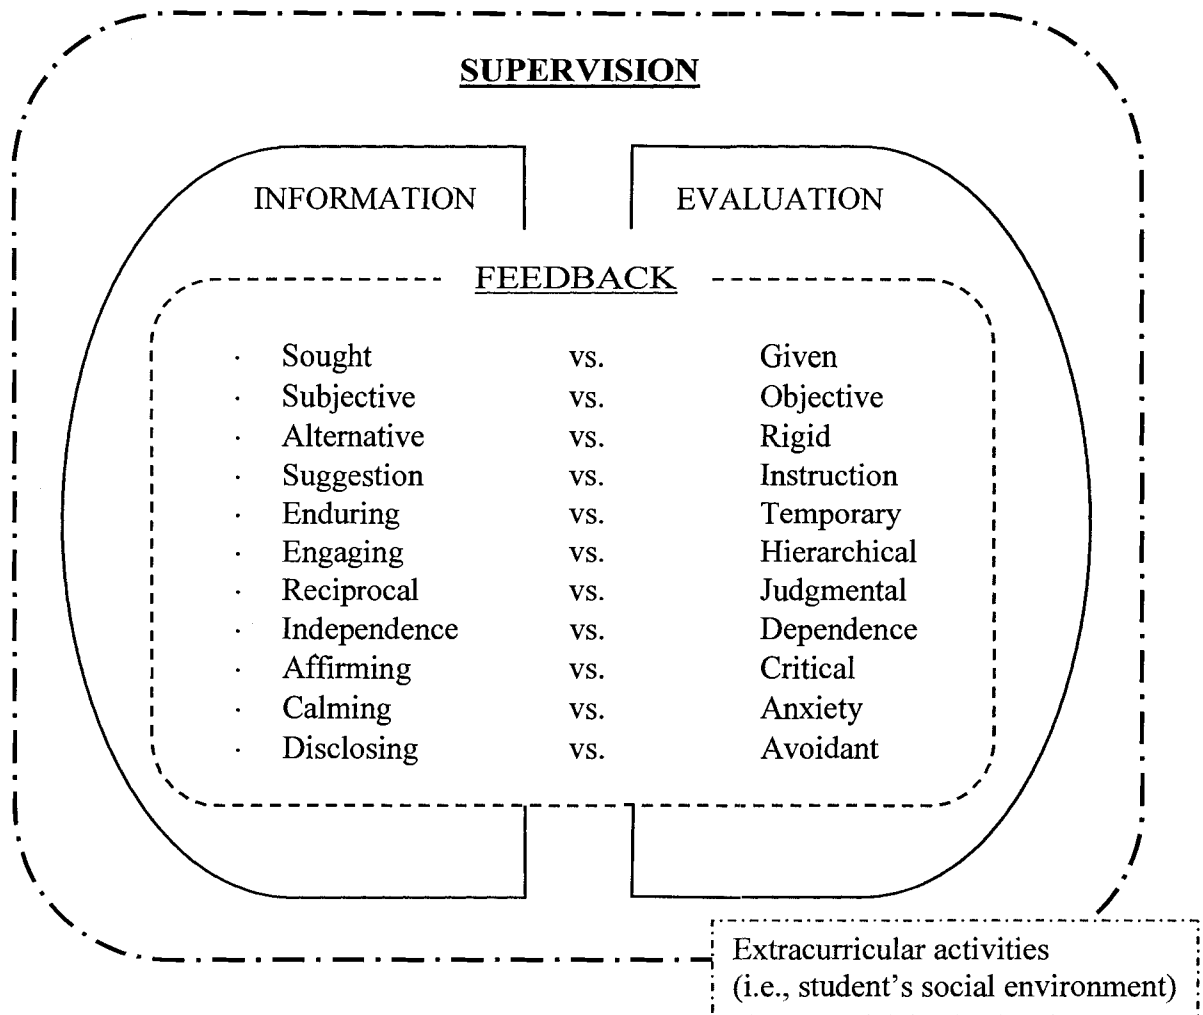 SUPERVISION
INFORMATION EVALUATION
FEEDBACK
· Sought vs. Given
· Subjective vs. Objective
· Alternative vs. Rigid
· Suggestion vs. Instruction
· Enduring vs. Temporary
· Engaging vs. Hierarchical
· Reciprocal vs. Judgmental
· Independence vs. Dependence
· Affirming vs. Critical
· Calming vs. Anxiety
· Disclosing vs. Avoidant
Extracurricular activities
(i.e., student's social environment)